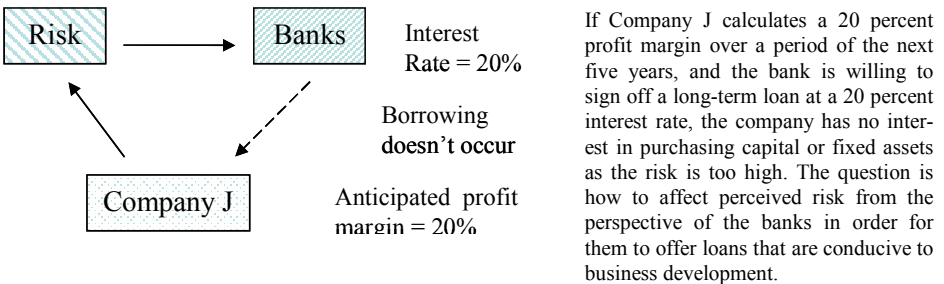 Risk
Banks
Interest
Rate = 20%
Borrowing
doesn't occur
Company J
Anticipated profit
margin = 20%
If Company J calculates a 20 percent
profit margin over a period of the next
five years, and the bank is willing to
sign off a long-term loan at a 20 percent
interest rate, the company has no inter-
est in purchasing capital or fixed assets
as the risk is too high. The question is
how to affect perceived risk from the
perspective of the banks in order for
them to offer loans that are conducive to
business development.